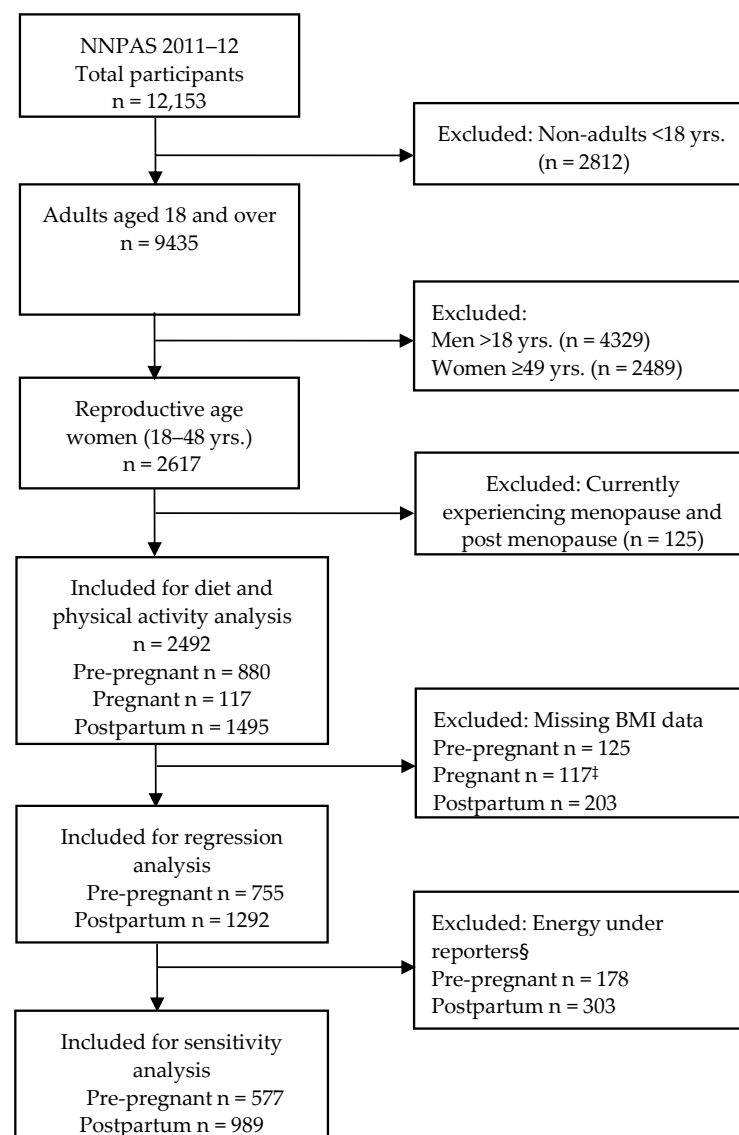 NNPAS 2011–12
Total participants
n = 12,153
Excluded: Non-adults <18 yrs.
(n = 2812)
Adults aged 18 and over
n = 9435
Excluded:
Men >18 yrs. (n = 4329)
Women ≥49 yrs. (n = 2489)
Reproductive age
women (18–48 yrs.)
n = 2617
Excluded: Currently
experiencing menopause and
post menopause (n = 125)
Included for diet and
physical activity analysis
n = 2492
Pre-pregnant n = 880
Pregnant n = 117
Postpartum n = 1495
Excluded: Missing BMI data
Pre-pregnant n = 125
Pregnant n = 117‡
Postpartum n = 203
Included for regression
analysis
Pre-pregnant n = 755
Postpartum n = 1292
Excluded: Energy under
reporters§
Pre-pregnant n = 178
Postpartum n = 303
Included for sensitivity
analysis
Pre-pregnant n = 577
Postpartum n = 989